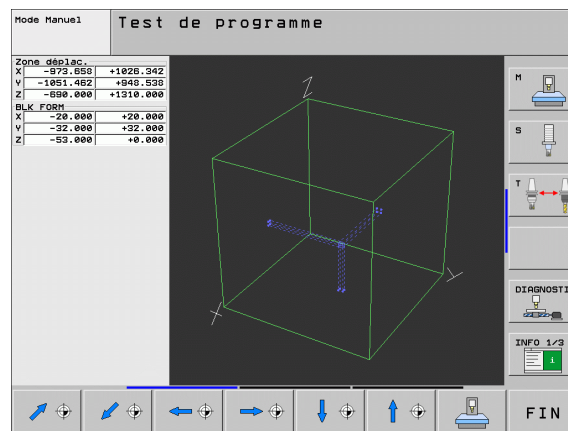 Mode Manuel
Test de programme
Zone déplac.
X -973.658 +1026.342
Y -1051.462 +948.538
Z -690.000 +1310.000
BLK FORM
X -20.000 +20.000
Y -32.000 +32.000
Z -53.000 +0.000
Z
X
Y
M
S
T
DIAGNOSTI
INFO 1/3
i
FIN